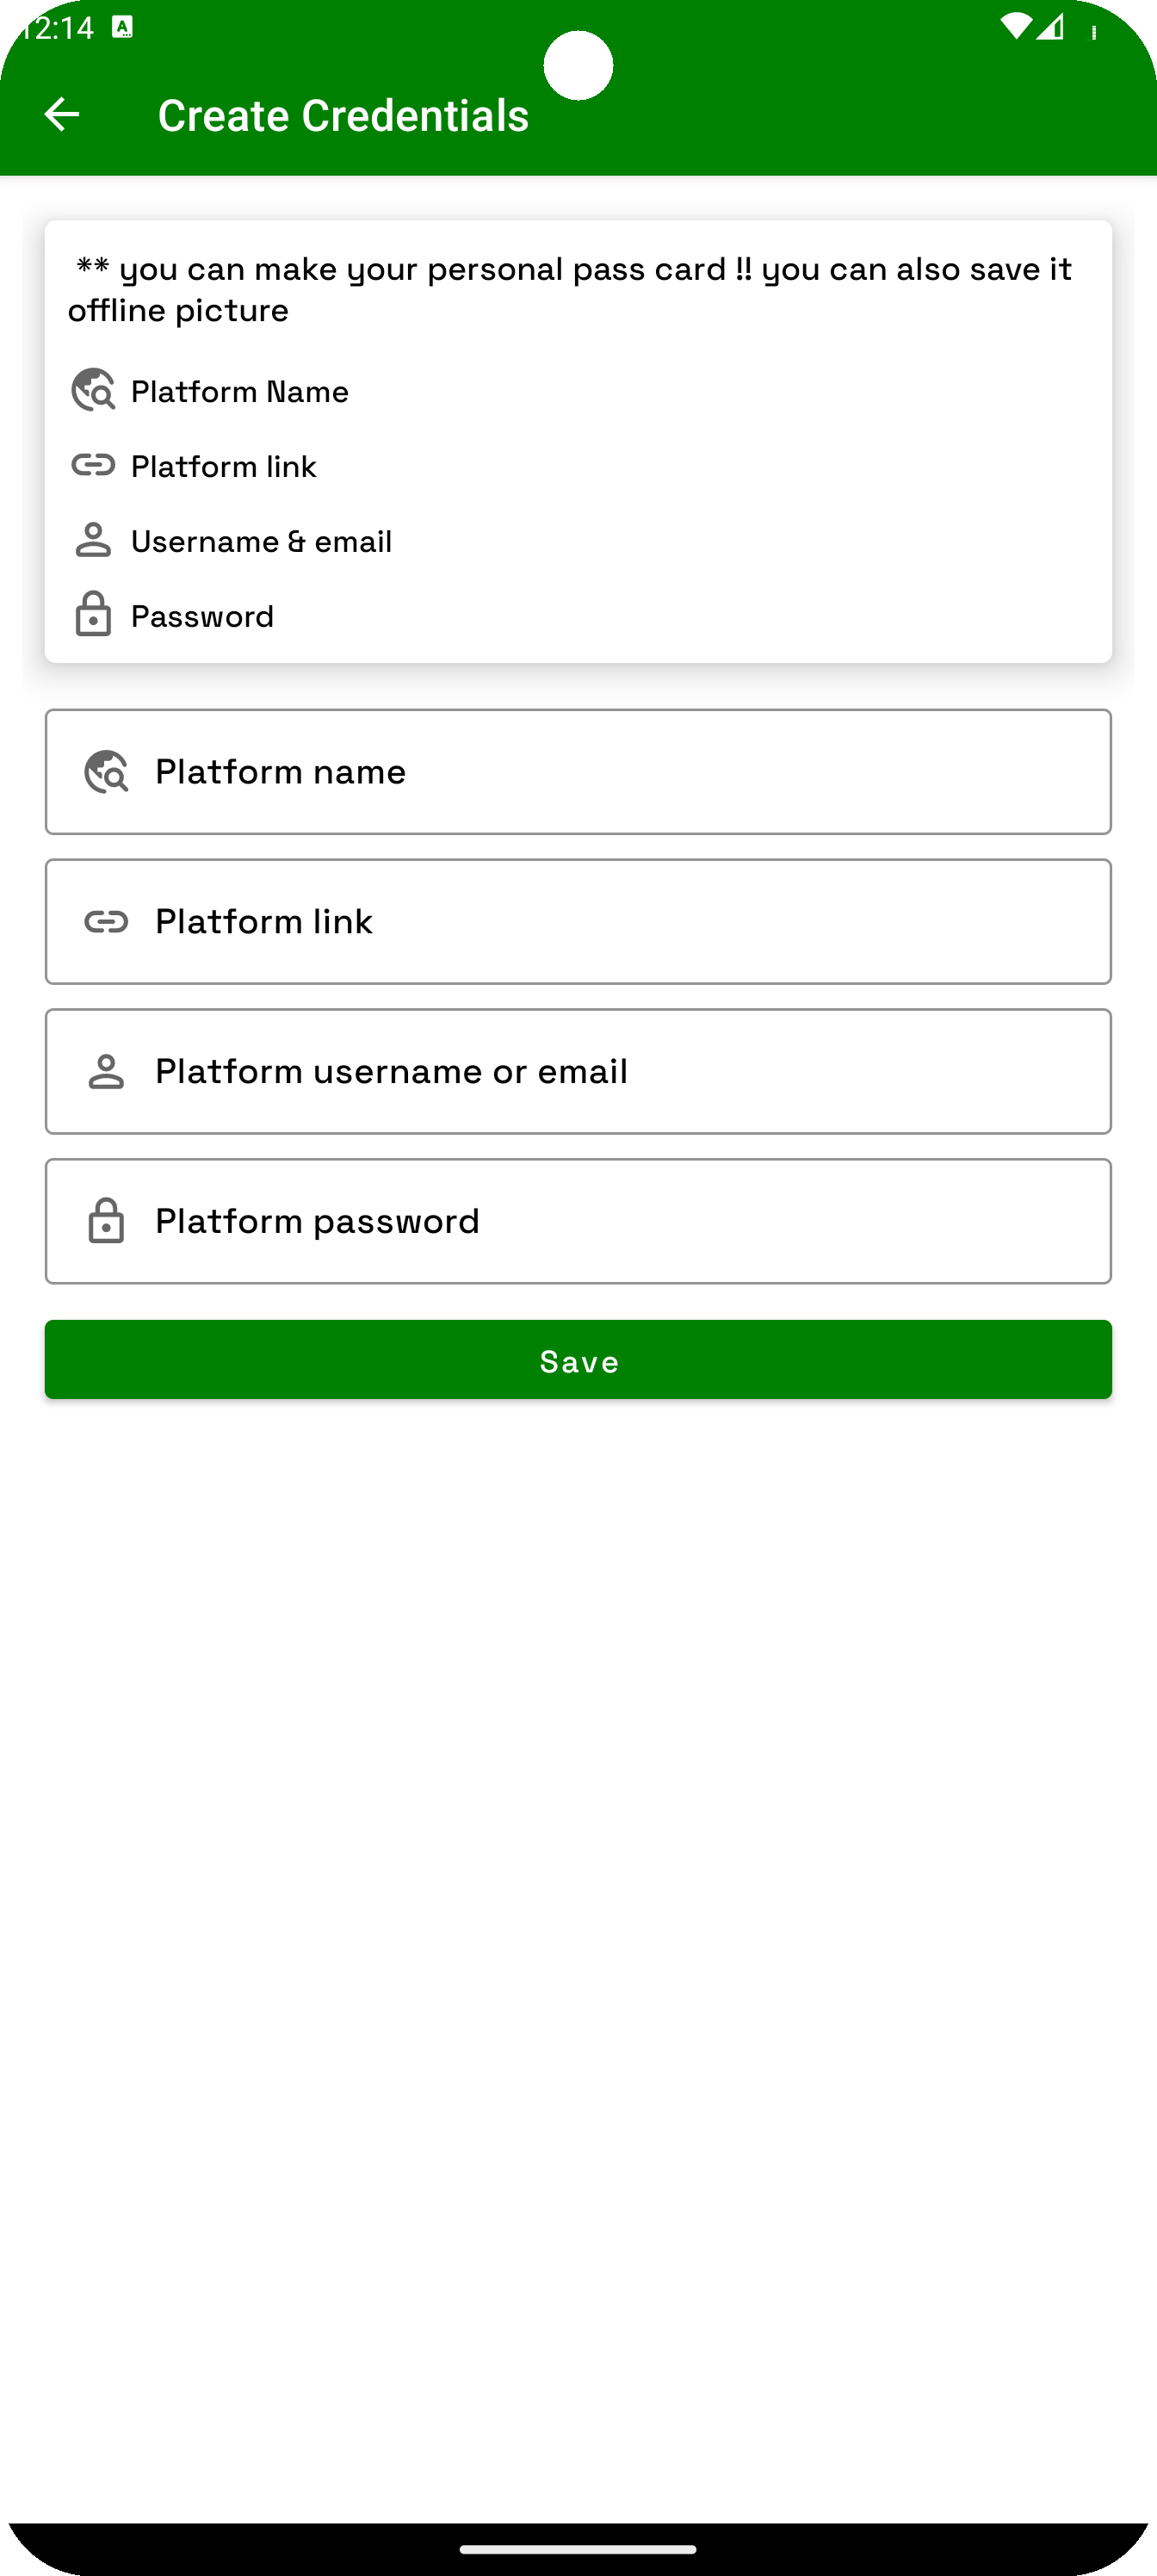 12:14
Create Credentials
** you can make your personal pass card !! you can also save it
offline picture
Platform Name
Platform link
Username & email
Password
Platform name
Platform link
Platform username or email
Platform password
Save